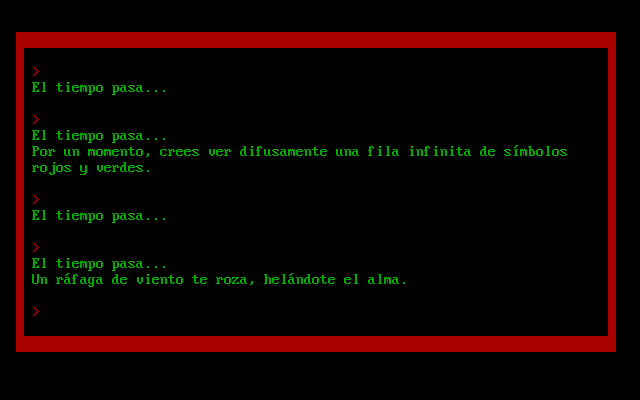 >
El tiempo pasa...
>
El tiempo pasa...
Por un momento, crees ver difusamente una fila infinita de símbolos
rojos y verdes.
>
El tiempo pasa...
>
El tiempo pasa...
Un ráfaga de viento te roza, helándote el alma.
>